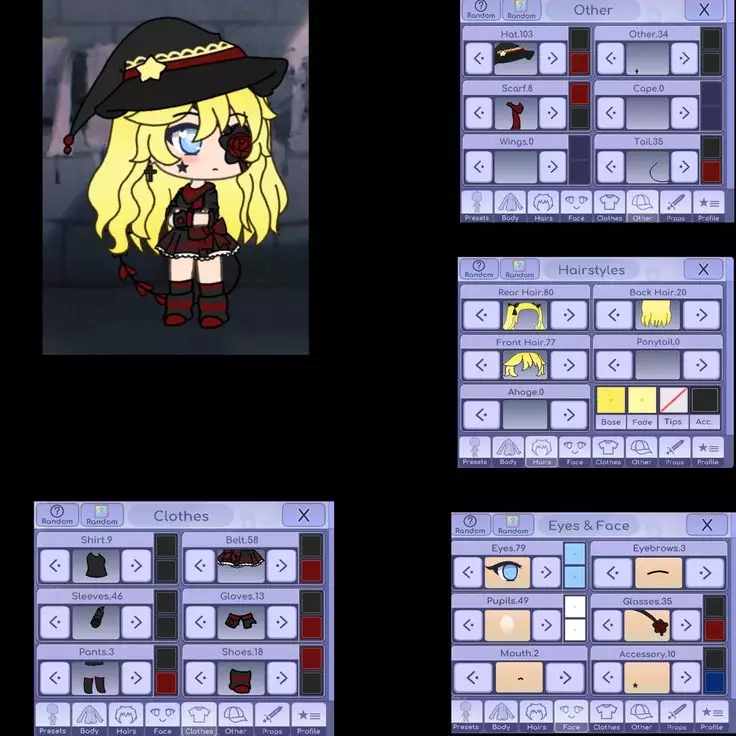 Random
Random
Other
X
Hat.103
Other.34
Scarf.8
Cape.0
Wings.0
Tail.35
Presets
Body
Hairs
Face
Clothes
Other
Props
Profile
Random
Random
Hairstyles
X
Rear Hair.80
Back Hair.20
Front Hair.77
Ponytail.0
Ahoge.0
Base
Fade
Tips
Acc.
Presets
Body
Hairs
Face
Clothes
Other
Props
Profile
Random
Random
Clothes
X
Shirt.9
Belt.58
Sleeves.46
Gloves.13
Pants.3
Shoes.18
Presets
Body
Hairs
Face
Clothes
Other
Props
Profile
Random
Random
Eyes & Face
X
Eyes.79
Eyebrows.3
Pupils.49
Glasses.35
Mouth.2
Accessory.10
Presets
Body
Hairs
Face
Clothes
Other
Props
Profile